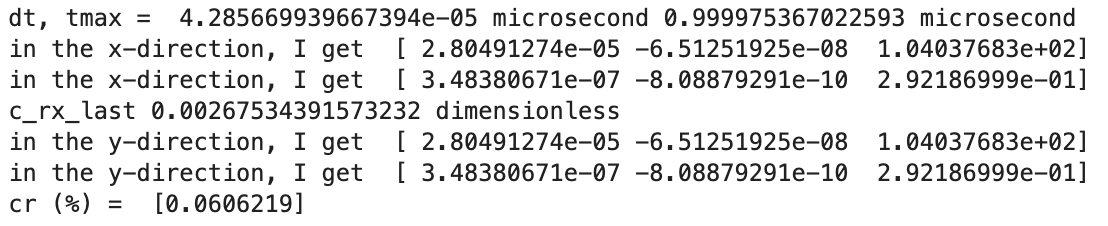 dt, tmax =  4.285669939667394e-05 microsecond 0.999975367022593 microsecond
in the x-direction, I get  [ 2.80491274e-05 -6.51251925e-08  1.04037683e+02]
in the x-direction, I get  [ 3.48380671e-07 -8.08879291e-10  2.92186999e-01]
c_rx_last 0.00267534391573232 dimensionless
in the y-direction, I get  [ 2.80491274e-05 -6.51251925e-08  1.04037683e+02]
in the y-direction, I get  [ 3.48380671e-07 -8.08879291e-10  2.92186999e-01]
cr (%) =  [0.0606219]